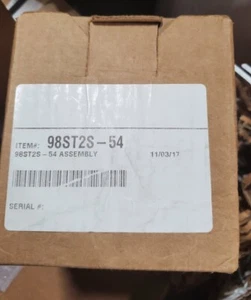 ITEM#: 98ST2S-54
98ST2S-54 ASSEMBLY 11/03/17
SERIAL #: